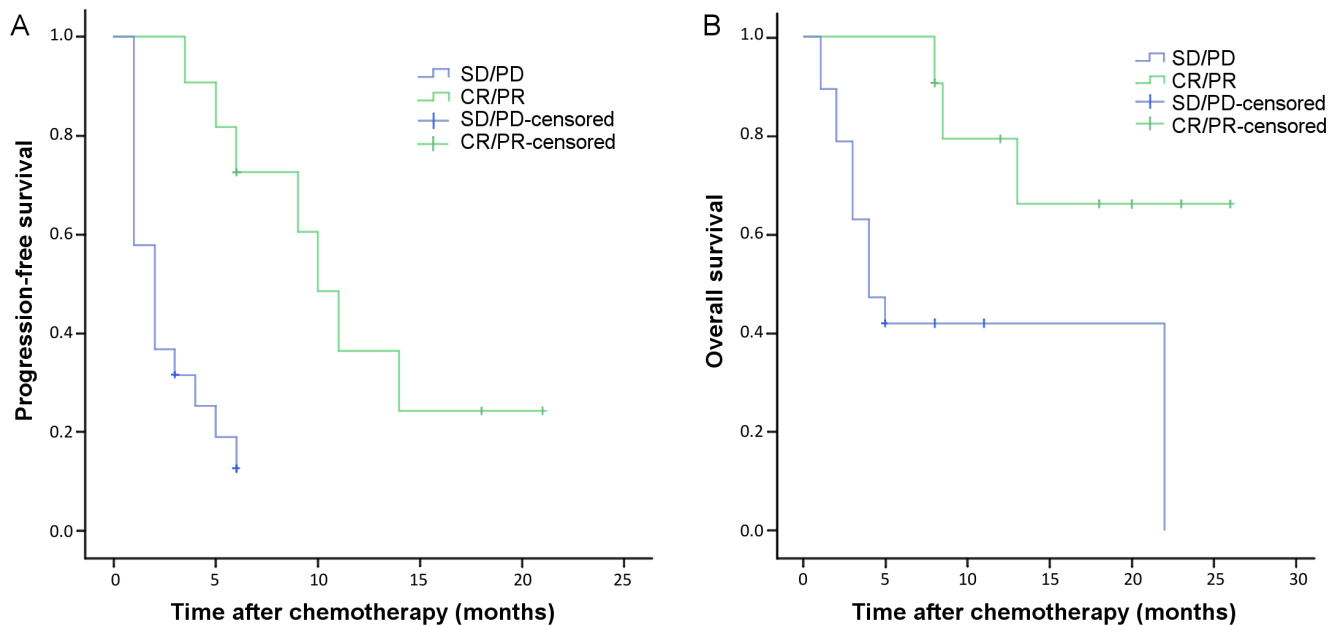 A
Progression-free survival
1.0
0.8
0.6
0.4
0.2
0.0
SD/PD
CR/PR
SD/PD-censored
CR/PR-censored
0 5 10 15 20 25
Time after chemotherapy (months)
B
Overall survival
1.0
0.8
0.6
0.4
0.2
0.0
SD/PD
CR/PR
SD/PD-censored
CR/PR-censored
0 5 10 15 20 25 30
Time after chemotherapy (months)